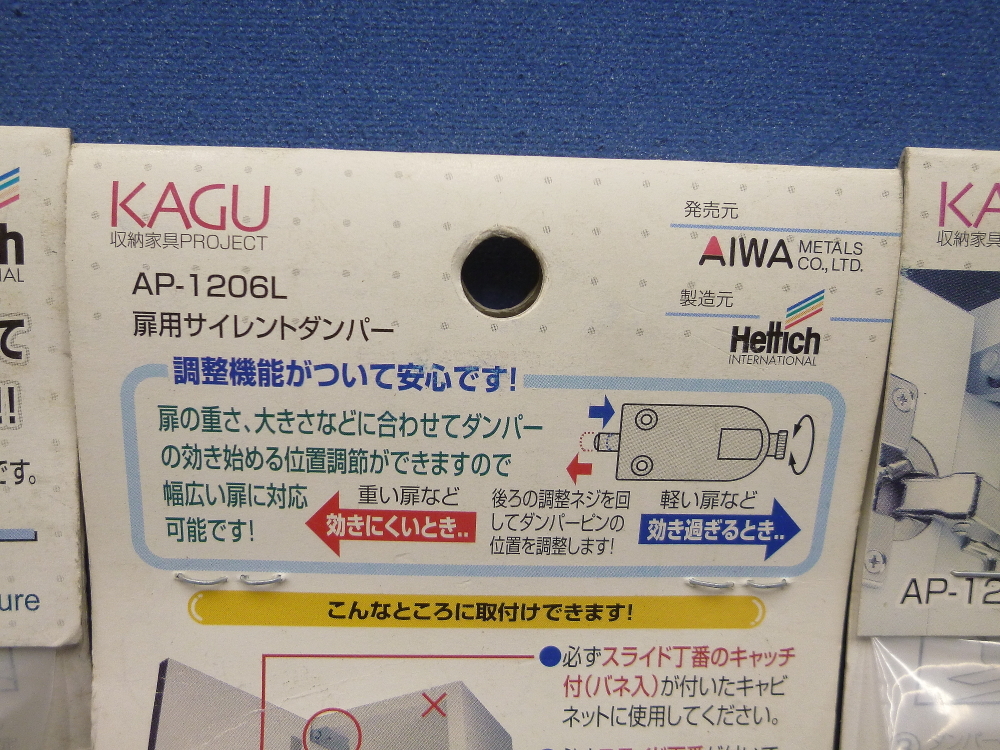 KAGU
収納家具PROJECT
AP-1206L
扉用サイレントダンパー
発売元
AIWA METALS CO., LTD.
製造元
Hettich
INTERNATIONAL
調整機能がついて安心です!
扉の重さ、大きさなどに合わせてダンパー
の効き始める位置調節ができますので
幅広い扉に対応
可能です!
重い扉など
効きにくいとき..
後ろの調整ネジを回
してダンパーピンの
位置を調整します!
軽い扉など
効き過ぎるとき..
こんなところに取付けできます!
●必ずスライド丁番のキャッチ
付(バネ入)が付いたキャビ
ネットに使用してください。
ch
NAL
て
!!
です。
ure
KA
収納家具
AP-12